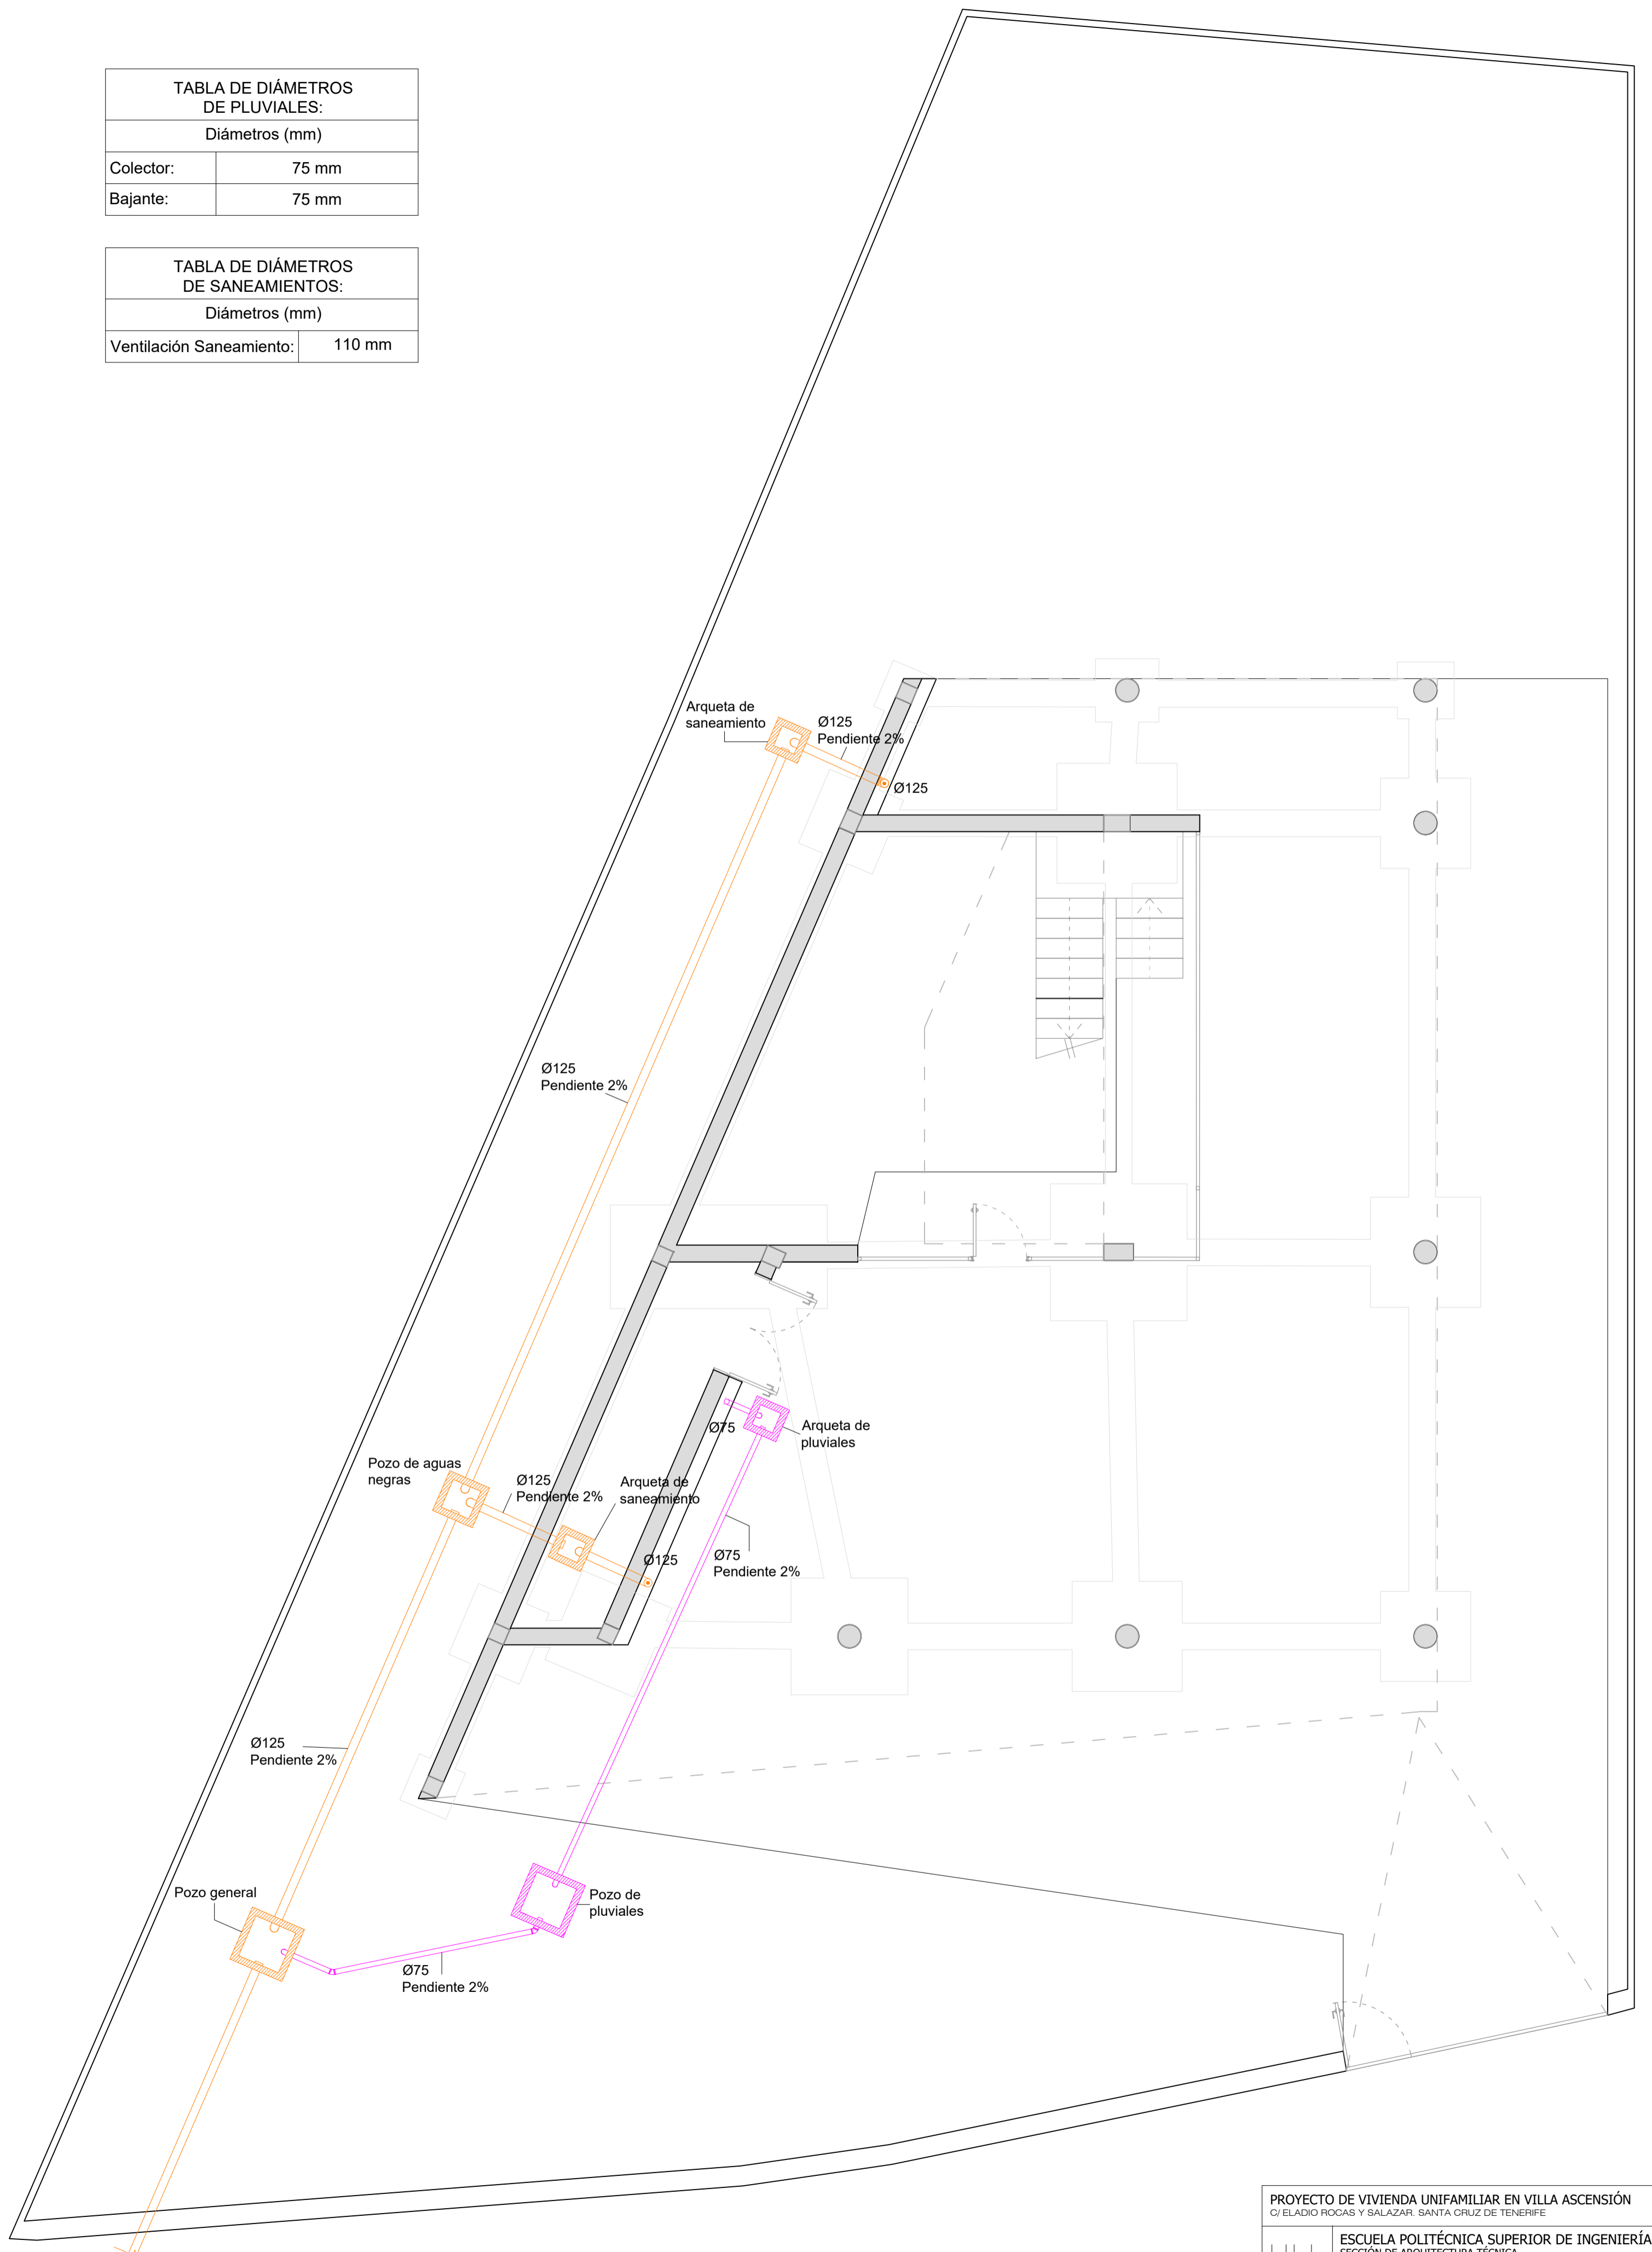 TABLA DE DIÁMETROS
DE PLUVIALES:
Diámetros (mm)
Colector: 75 mm
Bajante: 75 mm
TABLA DE DIÁMETROS
DE SANEAMIENTOS:
Diámetros (mm)
Ventilación Saneamiento: 110 mm
Arqueta de
saneamiento
Ø125
Pendiente 2%
Ø125
Ø125
Pendiente 2%
Ø75
Arqueta de
pluviales
Pozo de aguas
negras
Ø125
Pendiente 2%
Arqueta de
saneamiento
Ø125
Ø75
Pendiente 2%
Ø125
Pendiente 2%
Pozo general
Pozo de
pluviales
Ø75
Pendiente 2%
PROYECTO DE VIVIENDA UNIFAMILIAR EN VILLA ASCENSIÓN
C/ ELADIO ROCAS Y SALAZAR. SANTA CRUZ DE TENERIFE
ESCUELA POLITÉCNICA SUPERIOR DE INGENIERÍA
SECCIÓN DE ARQUITECTURA TÉCNICA